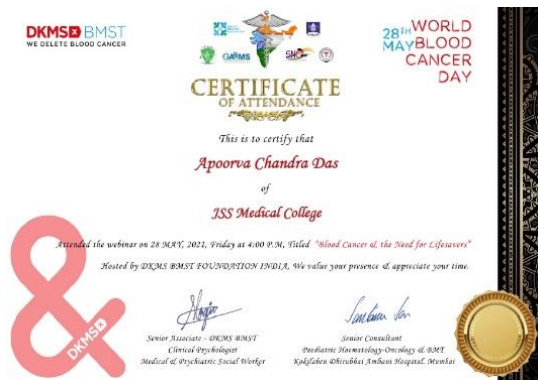 DKMS BMST
WE DELETE BLOOD CANCER
GAIMS
28TH MAY WORLD
BLOOD
CANCER
DAY
CERTIFICATE
OF ATTENDANCE
This is to certify that
Apoorva Chandra Das
of
JSS Medical College
Attended the webinar on 28 MAY, 2021, Friday at 4:00 P.M, Titled "Blood Cancer & the Need for Lifesavers"
Hosted by DKMS BMST FOUNDATION INDIA, We value your presence & appreciate your time.
&
DKMS
Senior Associate - DKMS BMST
Clinical Psychologist
Medical & Psychiatric Social Worker
Senior Consultant
Paediatric Haematology-Oncology & BMT
Kokilaben Dhirubhai Ambani Hospital, Mumbai